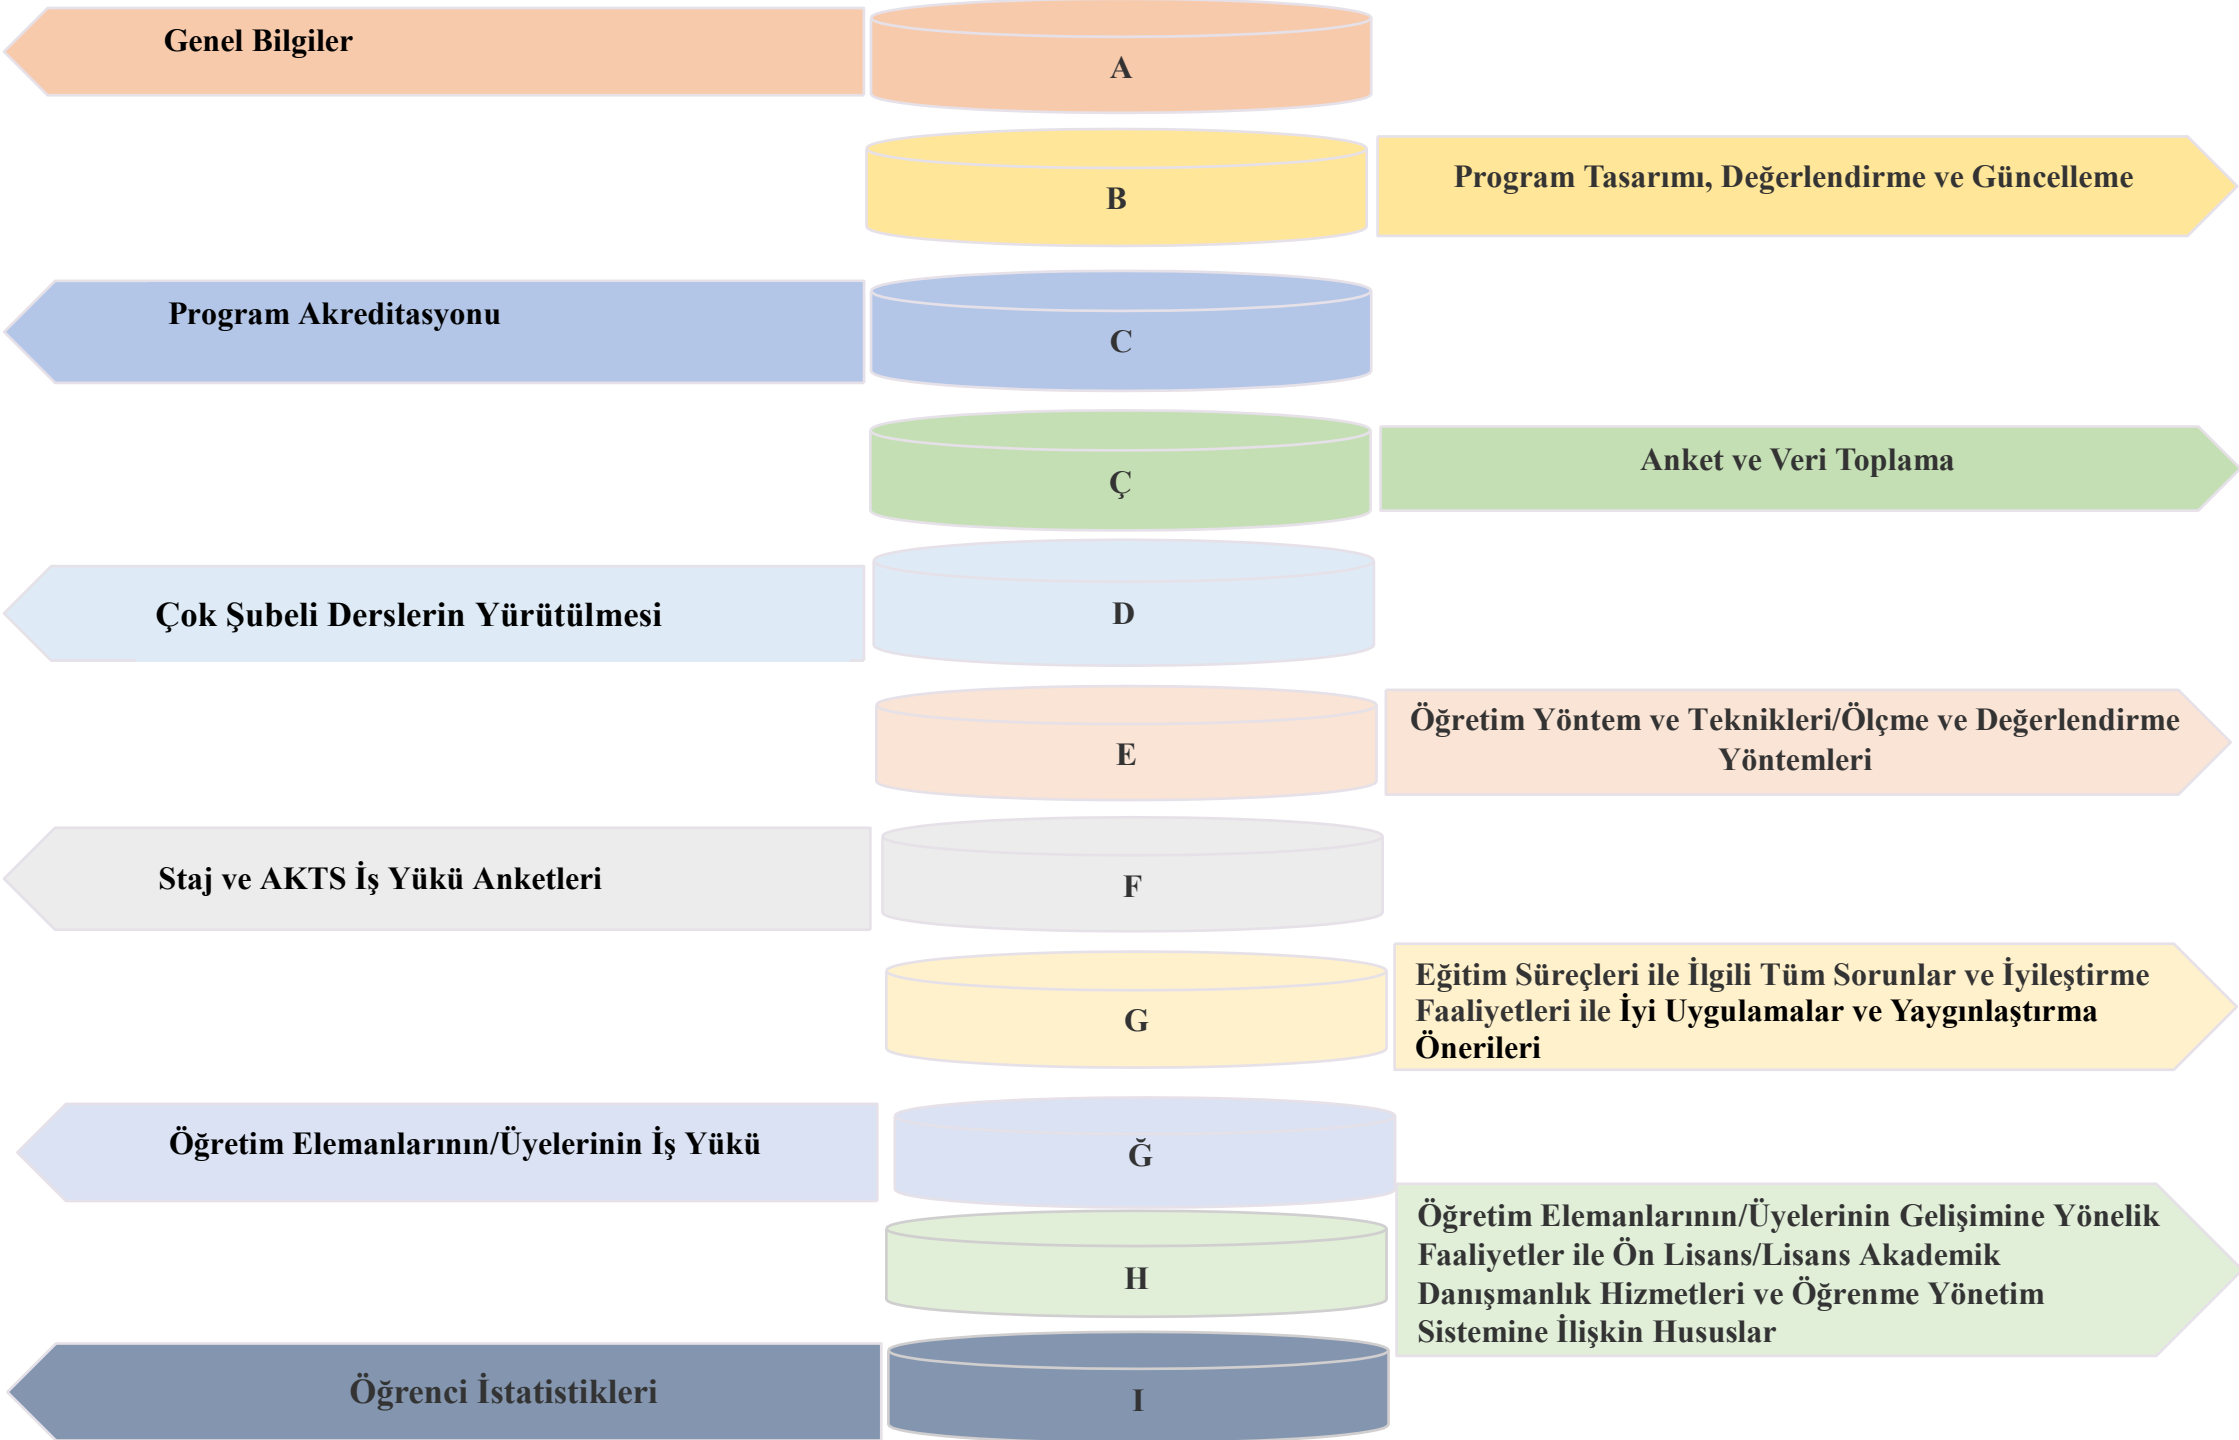 Genel Bilgiler
A
B
Program Tasarımı, Değerlendirme ve Güncelleme
Program Akreditasyonu
C
Ç
Anket ve Veri Toplama
Çok Şubeli Derslerin Yürütülmesi
D
E
Öğretim Yöntem ve Teknikleri/Ölçme ve Değerlendirme
Yöntemleri
Staj ve AKTS İş Yükü Anketleri
F
G
Eğitim Süreçleri ile İlgili Tüm Sorunlar ve İyileştirme
Faaliyetleri ile İyi Uygulamalar ve Yaygınlaştırma
Önerileri
Öğretim Elemanlarının/Üyelerinin İş Yükü
Ğ
H
Öğretim Elemanlarının/Üyelerinin Gelişimine Yönelik
Faaliyetler ile Ön Lisans/Lisans Akademik
Danışmanlık Hizmetleri ve Öğrenme Yönetim
Sistemine İlişkin Hususlar
Öğrenci İstatistikleri
I